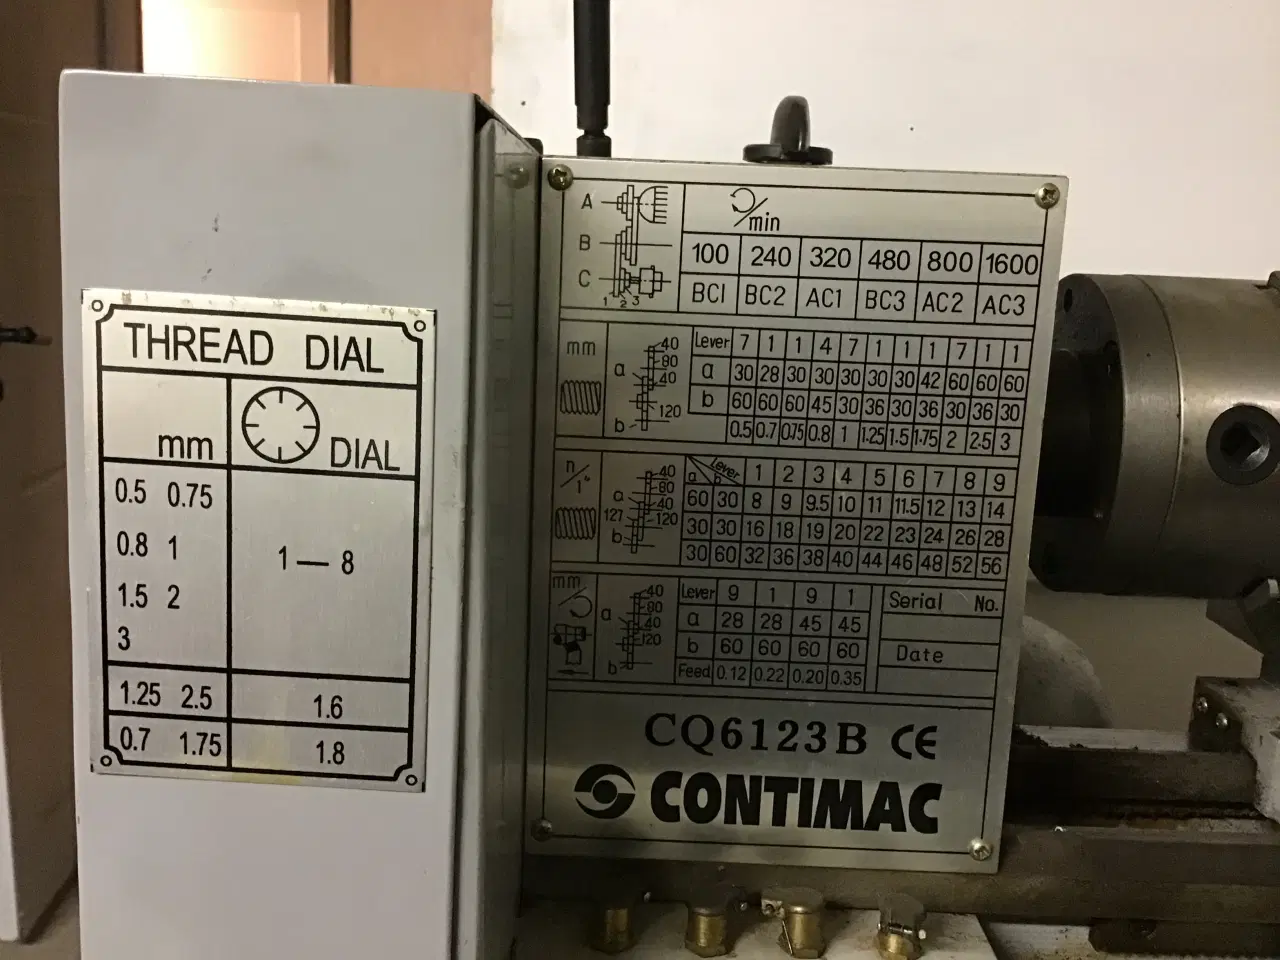 THREAD DIAL
mm DIAL
0.5 0.75
0.8 1
1.5 2
3
1 — 8
1.25 2.5 1.6
0.7 1.75 1.8
A
B
C
1 2 3
/min
100 240 320 480 800 1600
BC1 BC2 AC1 BC3 AC2 AC3
mm
a
b
40
80
40
120
Lever 7 1 1 4 7 1 1 1 7 1 1
a 30 28 30 30 30 30 30 42 60 60 60
b 60 60 60 45 30 36 30 36 30 36 30
0.5 0.7 0.75 0.8 1 1.25 1.5 1.75 2 2.5 3
n/1"
a
127
b
40
80
40
120
a b Lever 1 2 3 4 5 6 7 8 9
60 30 8 9 9.5 10 11 11.5 12 13 14
30 30 16 18 19 20 22 23 24 26 28
30 60 32 36 38 40 44 46 48 52 56
mm/
a
b
40
80
40
120
Lever 9 1 9 1
a 28 28 45 45
b 60 60 60 60
Feed 0.12 0.22 0.20 0.35
Serial No.
Date
CQ6123B CE
CONTIMAC